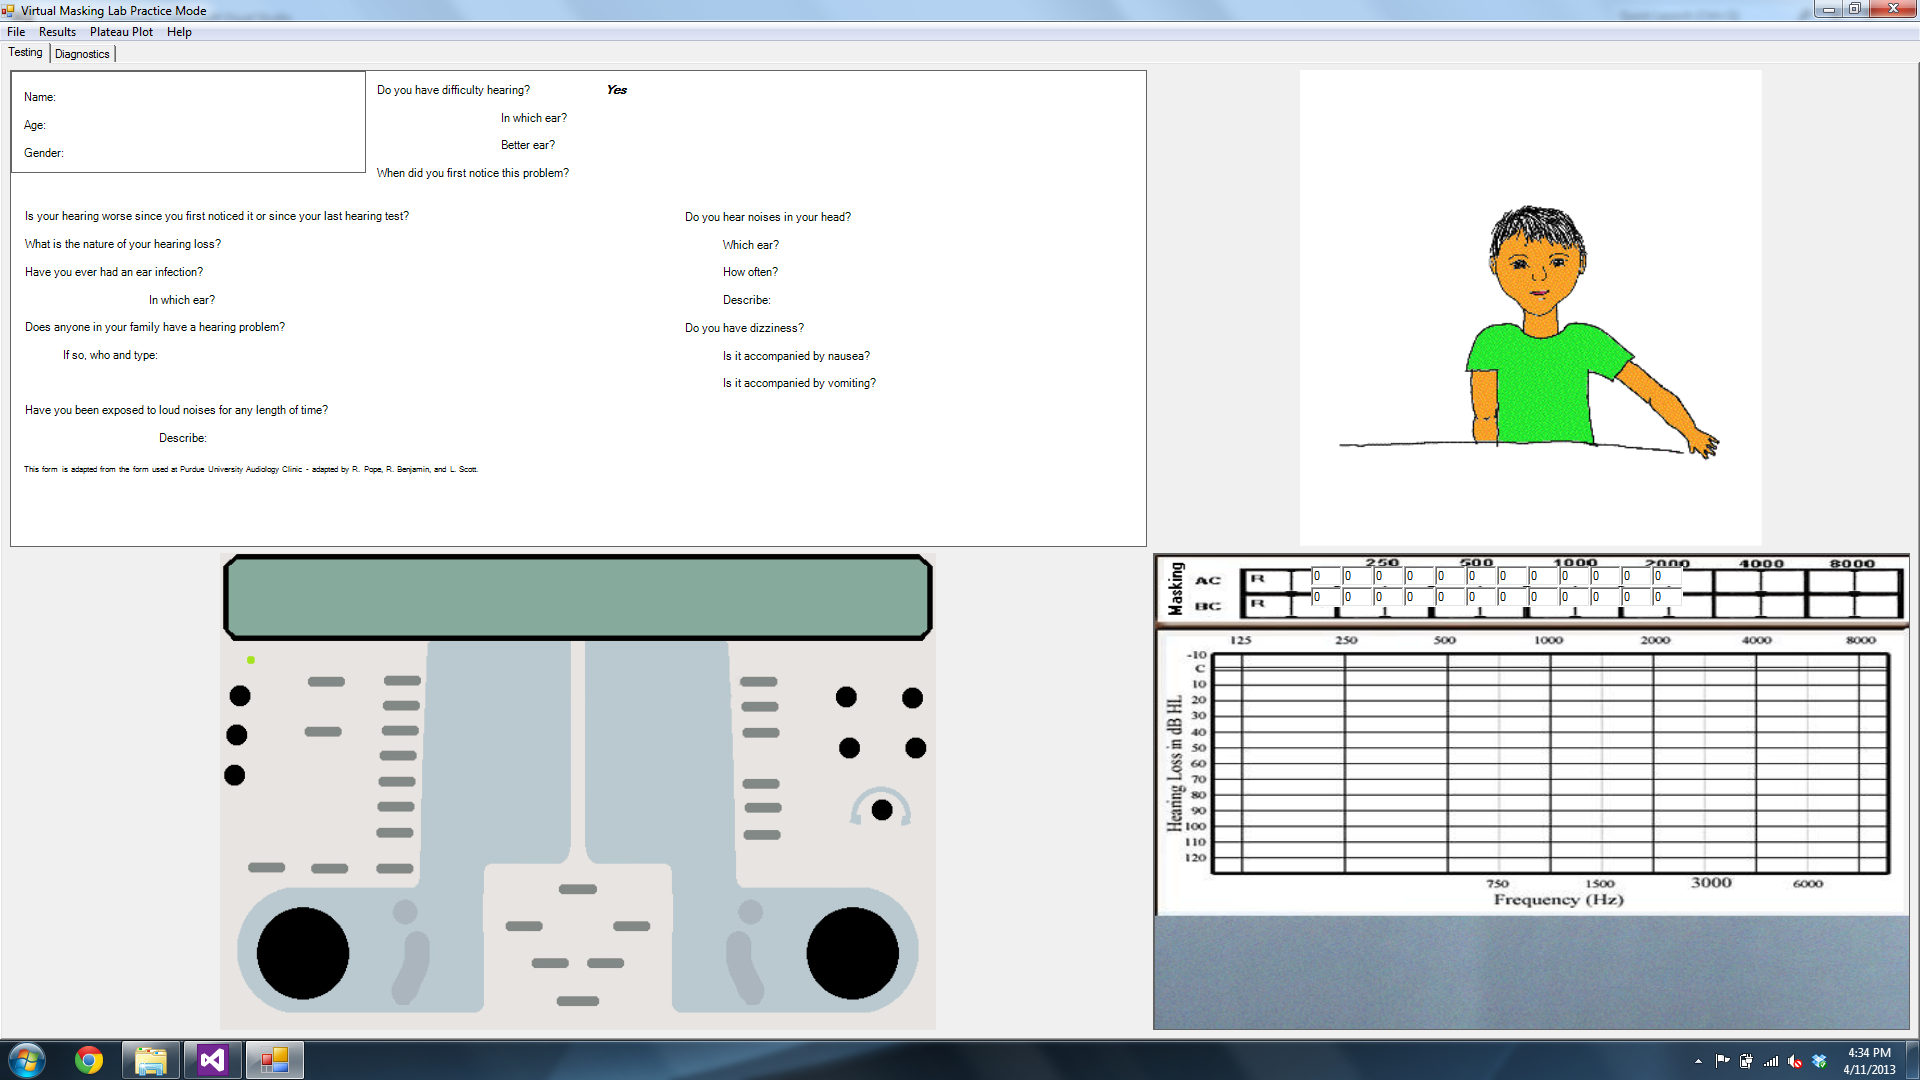 Virtual Masking Lab Practice Mode
File Results Plateau Plot Help
Testing Diagnostics
Name:
Age:
Gender:
Do you have difficulty hearing? Yes
In which ear?
Better ear?
When did you first notice this problem?
Is your hearing worse since you first noticed it or since your last hearing test?
What is the nature of your hearing loss?
Have you ever had an ear infection?
In which ear?
Does anyone in your family have a hearing problem?
If so, who and type:
Have you been exposed to loud noises for any length of time?
Describe:
This form is adapted from the form used at Purdue University Audiology Clinic - adapted by R. Pope, R. Benjamin, and L. Scott.
Do you hear noises in your head?
Which ear?
How often?
Describe:
Do you have dizziness?
Is it accompanied by nausea?
Is it accompanied by vomiting?
Masking
250 500 1000 2000 4000 8000
AC R 0 0 0 0 0 0 0 0 0 0 0 0
BC R 0 0 0 0 0 0 0 0 0 0 0 0
125 250 500 1000 2000 4000 8000
Hearing Loss in dB HL
-10
C
10
20
30
40
50
60
70
80
90
100
110
120
750 1500 3000 6000
Frequency (Hz)
4:34 PM
4/11/2013